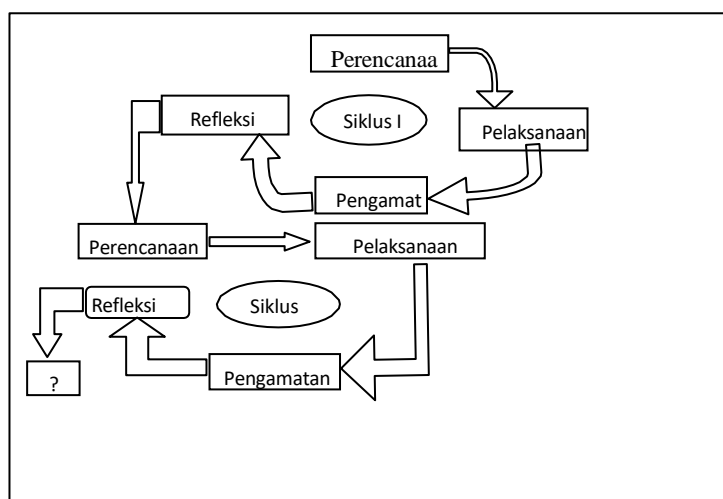 Perencanaa
Refleksi
Siklus I
Pelaksanaan
Pengamat
Perencanaan
Pelaksanaan
Refleksi
Siklus
Pengamatan
?